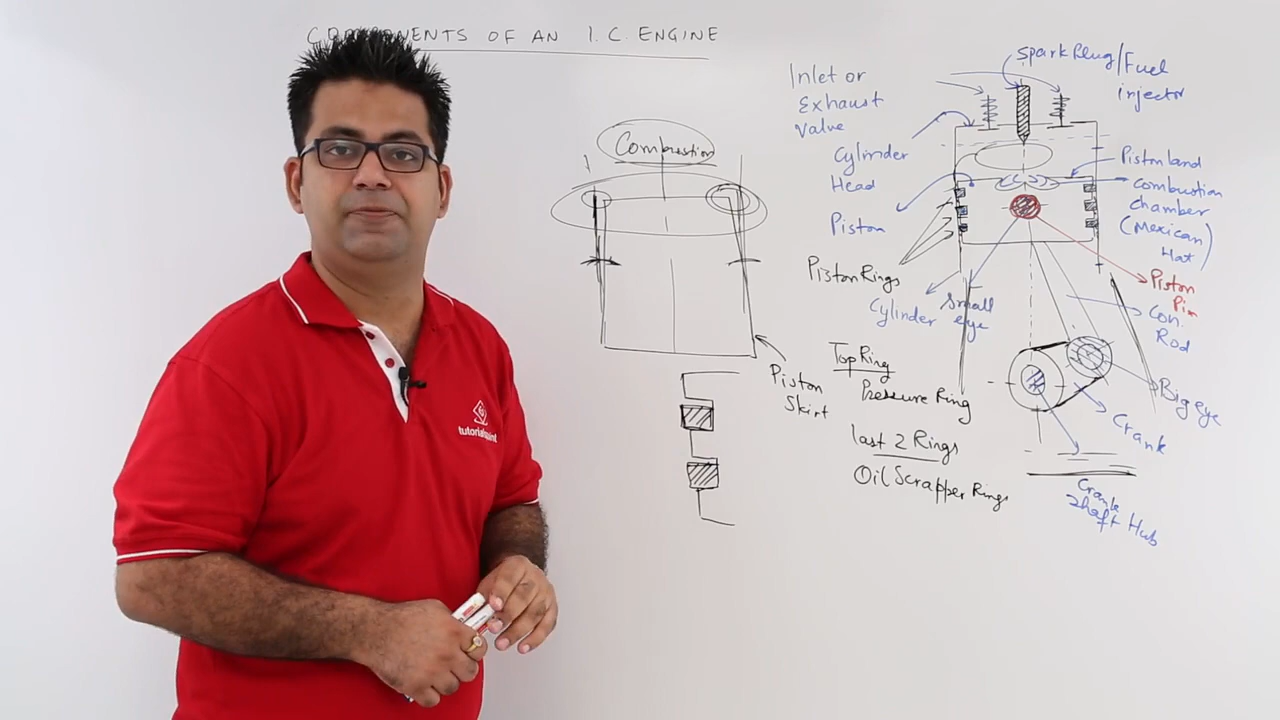 COMPONENTS OF AN I.C. ENGINE
Spark Plug/Fuel
injector
Inlet or
Exhaust
Valve
Cylinder
Head
Piston
Piston Rings
Cylinder
Small
eye
Piston land
Combustion
chamber
(Mexican
Hat)
Piston
Pin
Con.
Rod
Big eye
Crank
Crank
Shaft Hub
Combustion
Piston
Skirt
Top Ring
Pressure Ring
last 2 Rings
Oil Scrapper Rings
tutorialspoint